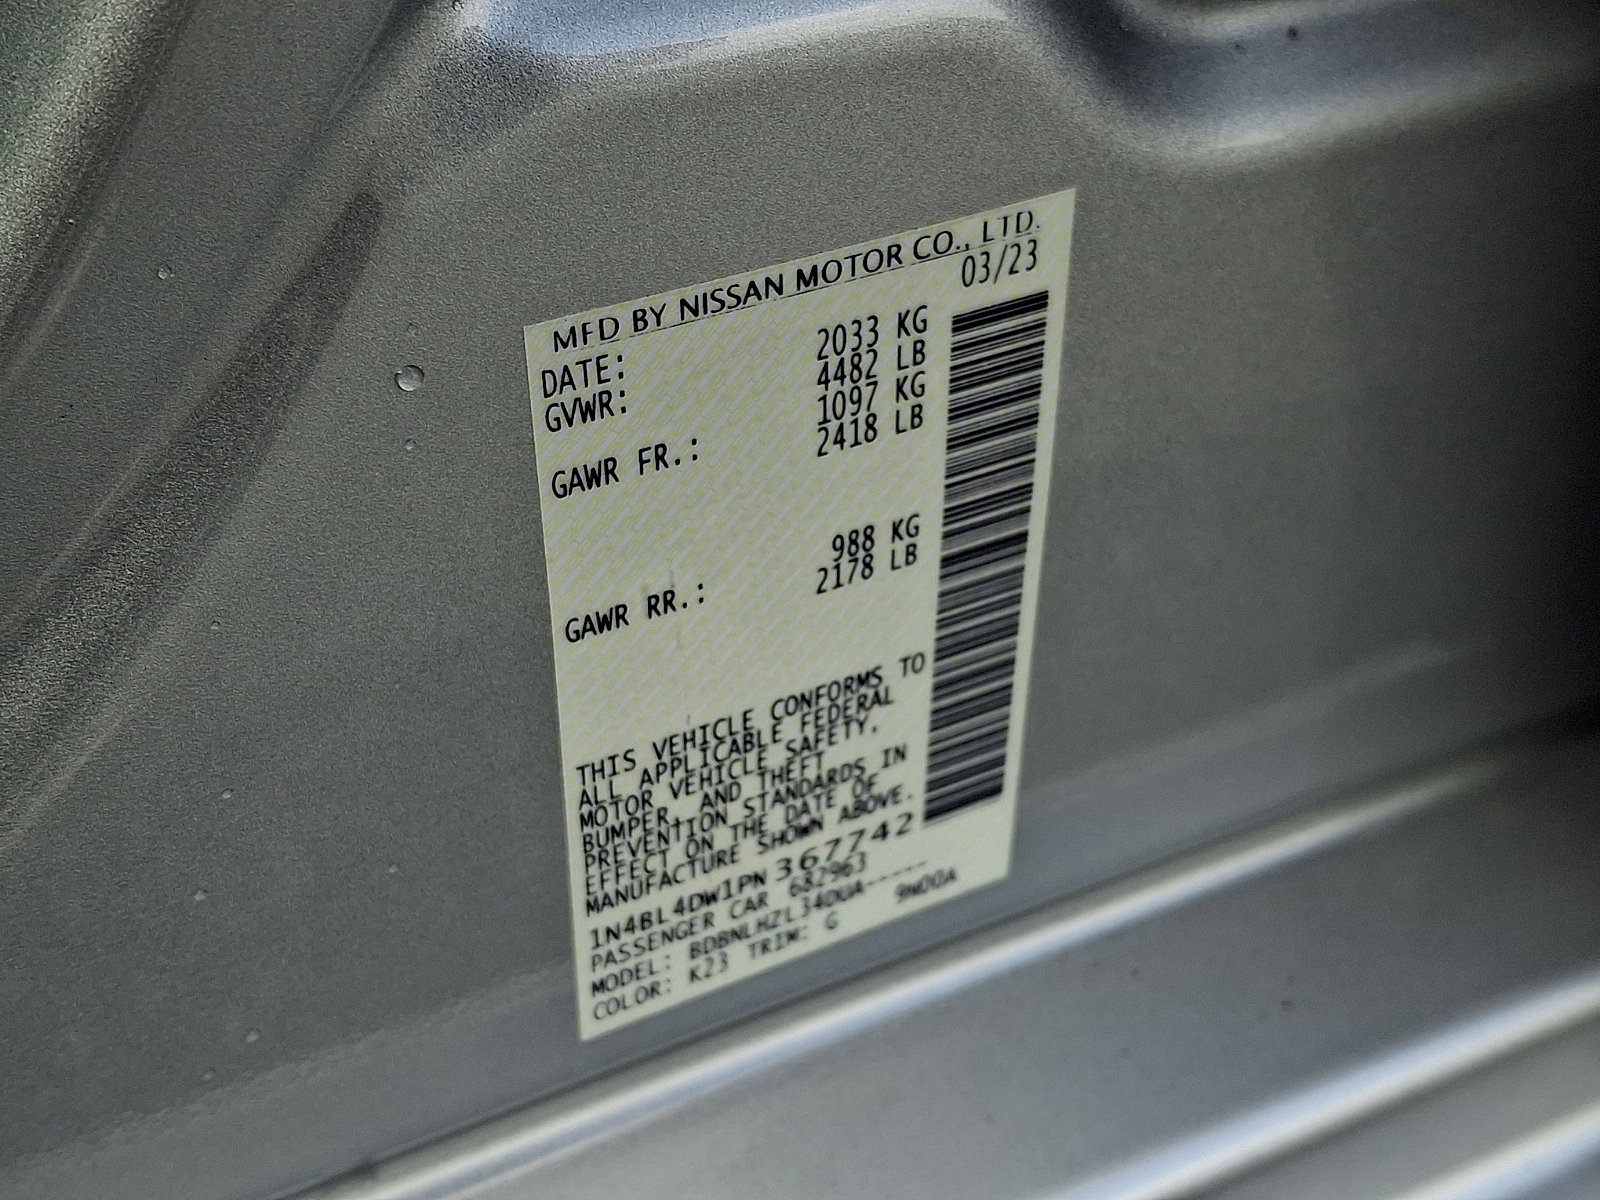 MFD BY NISSAN MOTOR CO., LTD.
DATE: 03/23
GVWR: 2033 KG
4482 LB
GAWR FR.: 1097 KG
2418 LB
GAWR RR.: 988 KG
2178 LB
THIS VEHICLE CONFORMS TO
ALL APPLICABLE FEDERAL
MOTOR VEHICLE SAFETY,
BUMPER, AND THEFT
PREVENTION STANDARDS IN
EFFECT ON THE DATE OF
MANUFACTURE SHOWN ABOVE.
1N4BL4DW1PN367742
PASSENGER CAR 682963
MODEL: BDBNLHZL34DUA-----
COLOR: K23 TRIM: G 9W00A